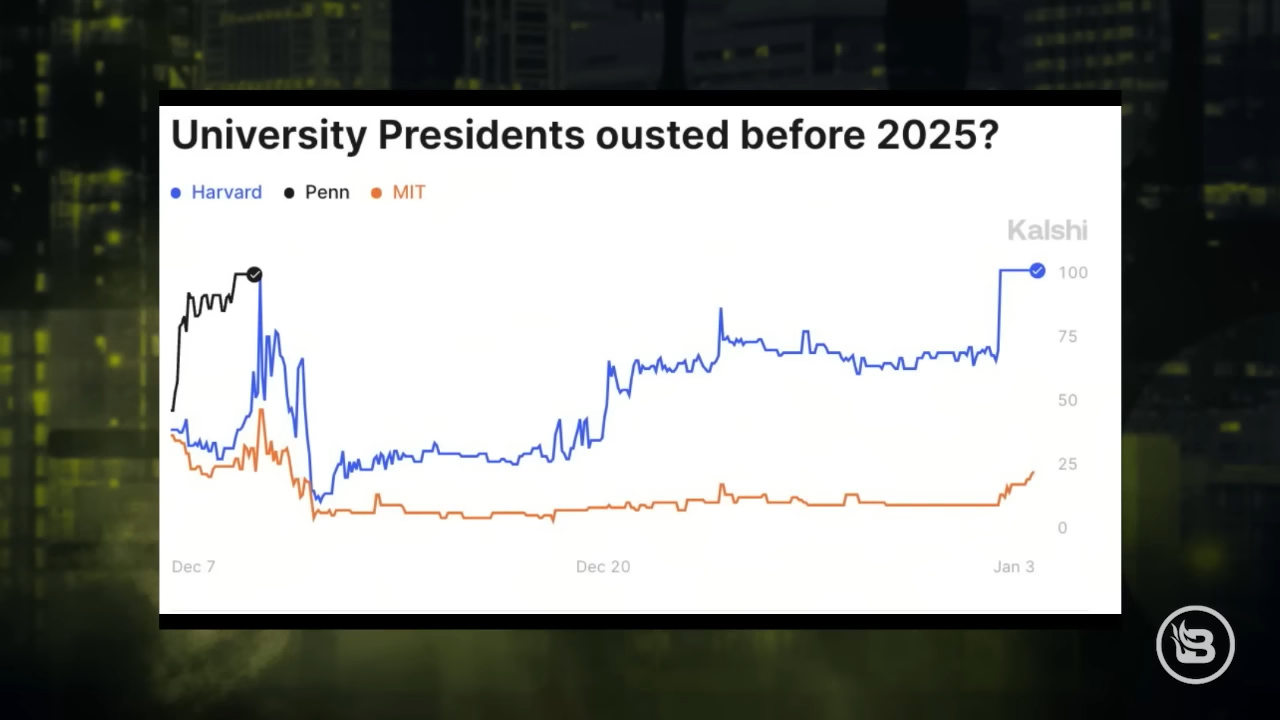 University Presidents ousted before 2025?
Harvard Penn MIT
Kalshi
100
75
50
25
0
Dec 7 Dec 20 Jan 3
B